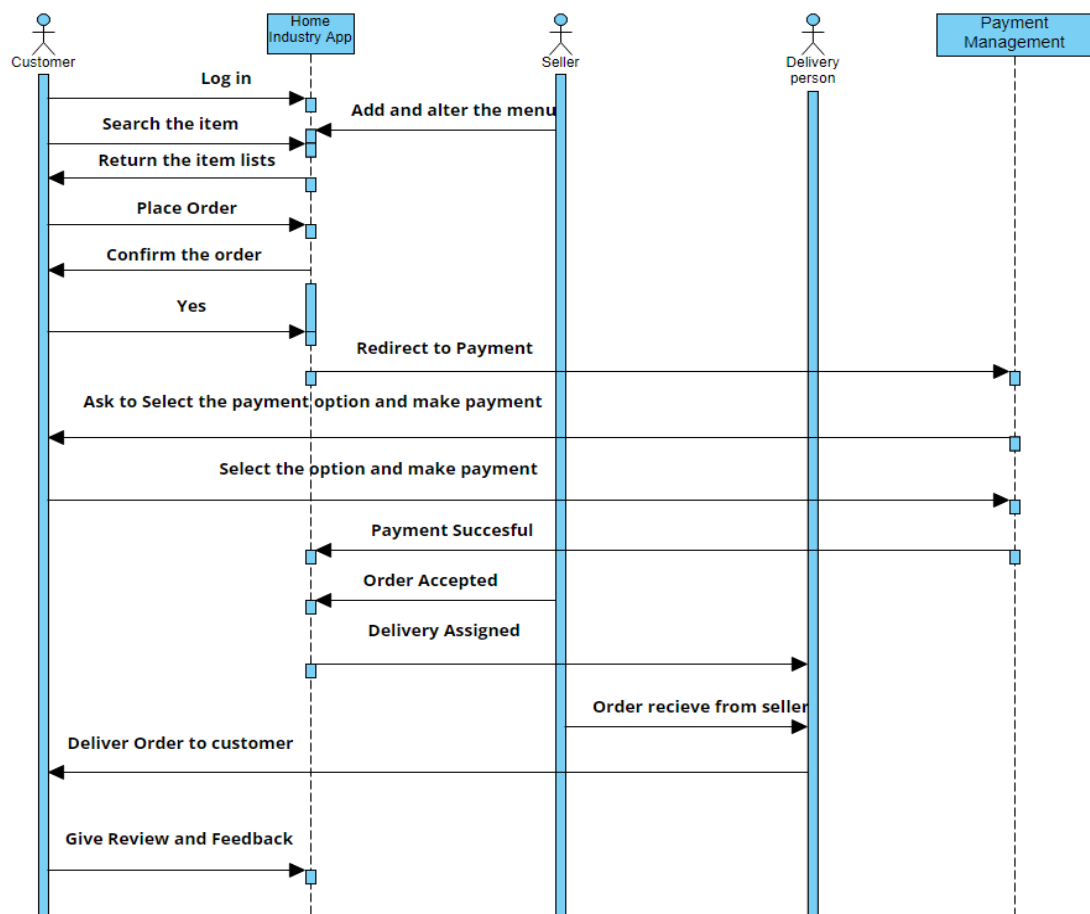 Home
Industry App
Payment
Management
Customer
Seller
Delivery
person
Log in
Add and alter the menu
Search the item
Return the item lists
Place Order
Confirm the order
Yes
Redirect to Payment
Ask to Select the payment option and make payment
Select the option and make payment
Payment Succesful
Order Accepted
Delivery Assigned
Order recieve from seller
Deliver Order to customer
Give Review and Feedback